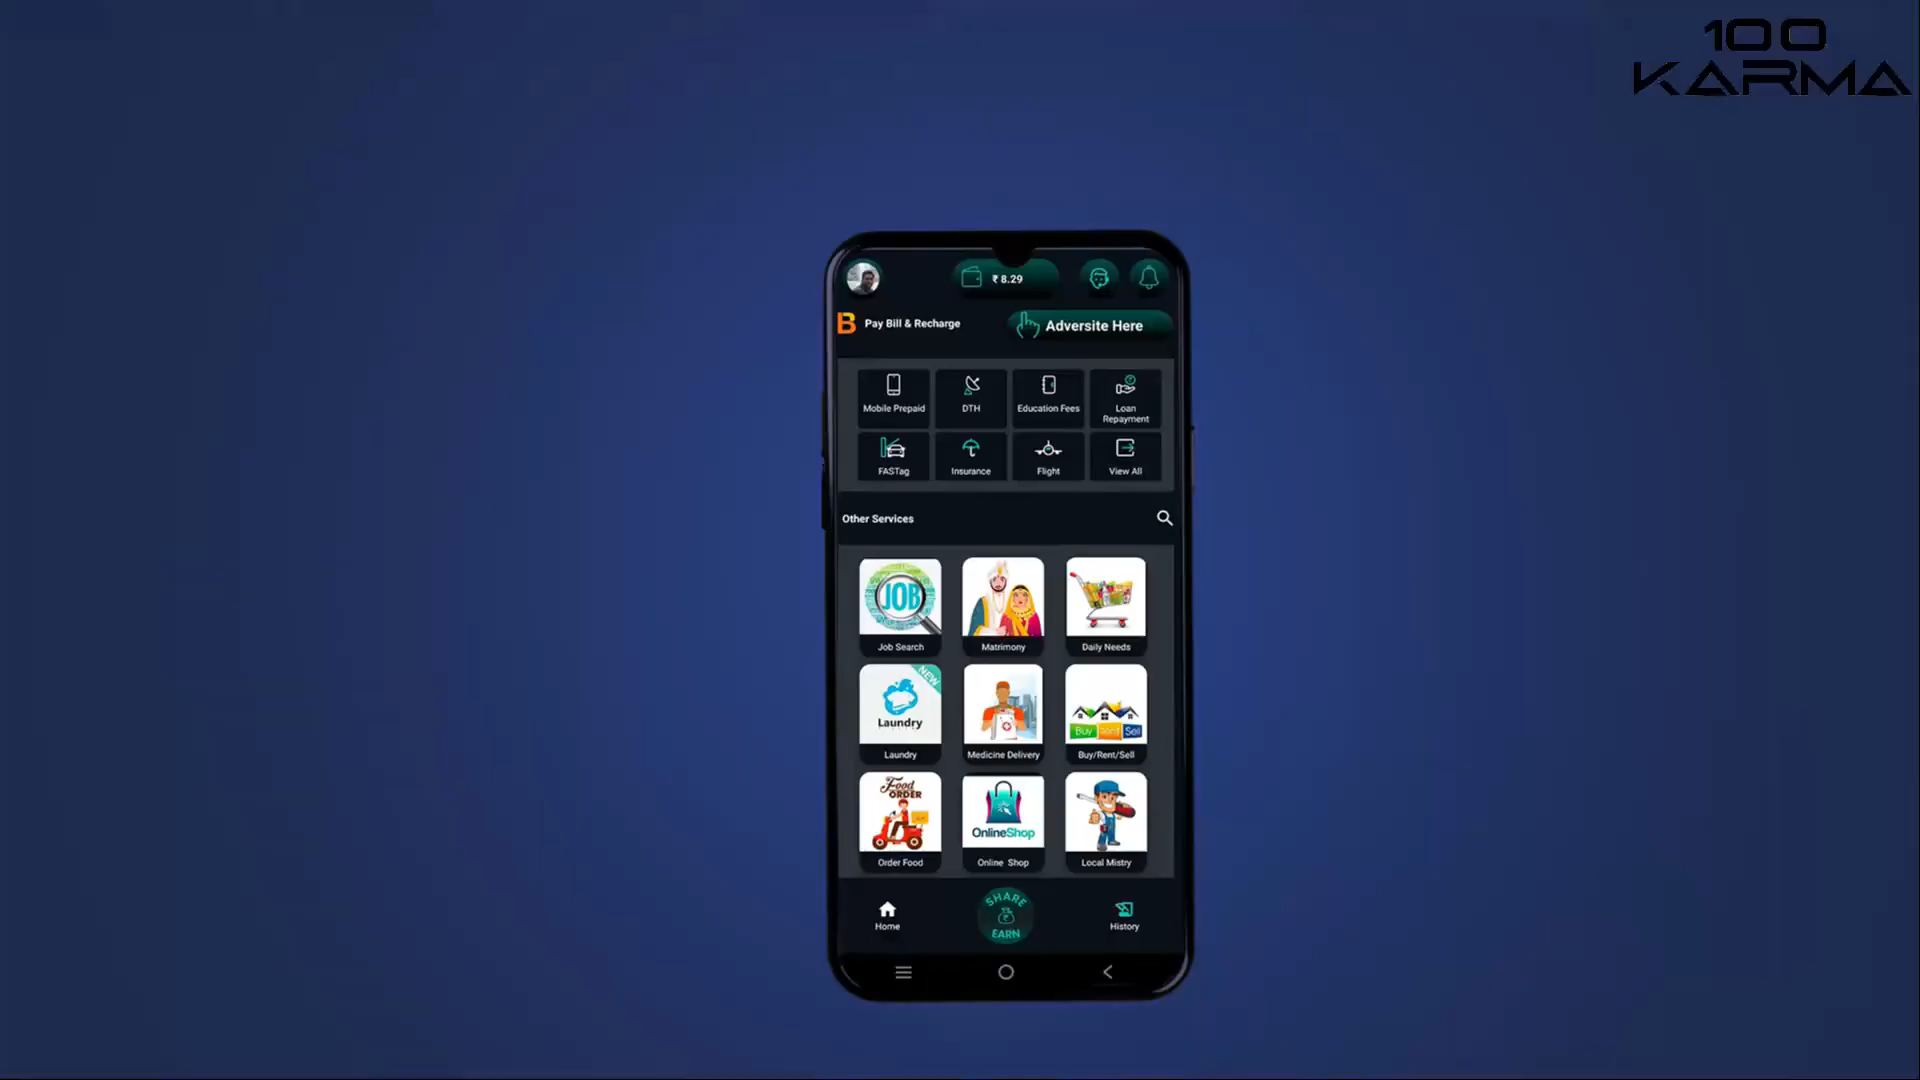 100
KARMA
₹ 8.29
B Pay Bill & Recharge
Adversite Here
Mobile Prepaid
DTH
Education Fees
Loan
Repayment
FASTag
Insurance
Flight
View All
Other Services
JOB
Job Search
Matrimony
Daily Needs
NEW
Laundry
Laundry
Medicine Delivery
Buy Rent Sell
Buy/Rent/Sell
Food
ORDER
Order Food
OnlineShop
Online Shop
Local Mistry
Home
SHARE
₹
EARN
History